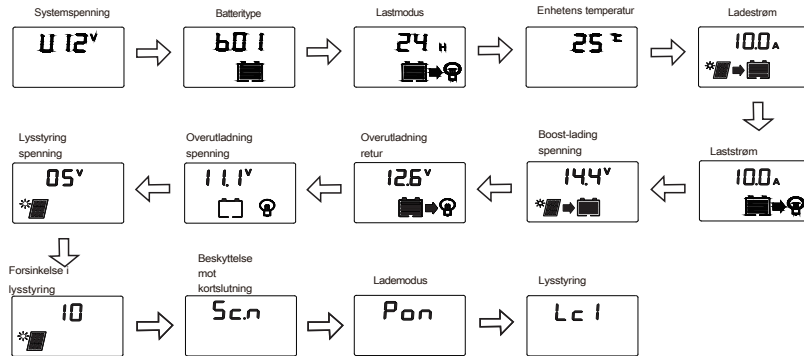 Systemspenning
U 12V
Batteritype
b01
Lastmodus
24 H
Enhetens temperatur
25 ℃
Ladestrøm
10.0A
Laststrøm
10.0A
Boost-lading
spenning
14.4V
Overutladning
retur
12.6V
Overutladning
spenning
11.1V
Lysstyring
spenning
05V
Forsinkelse i
lysstyring
10
Beskyttelse
mot
kortslutning
Sc.n
Lademodus
Pon
Lysstyring
Lc1